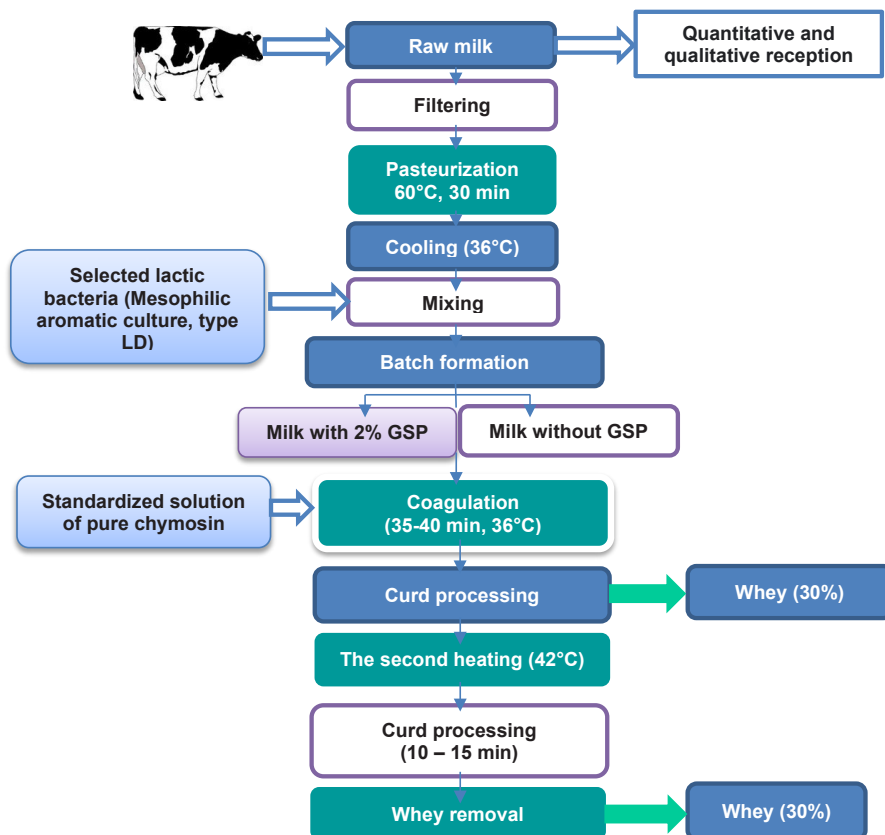 Raw milk
Quantitative and
qualitative reception
Filtering
Pasteurization
60°C, 30 min
Cooling (36°C)
Selected lactic
bacteria (Mesophilic
aromatic culture, type
LD)
Mixing
Batch formation
Milk with 2% GSP
Milk without GSP
Standardized solution
of pure chymosin
Coagulation
(35-40 min, 36°C)
Curd processing
Whey (30%)
The second heating (42°C)
Curd processing
(10 – 15 min)
Whey removal
Whey (30%)